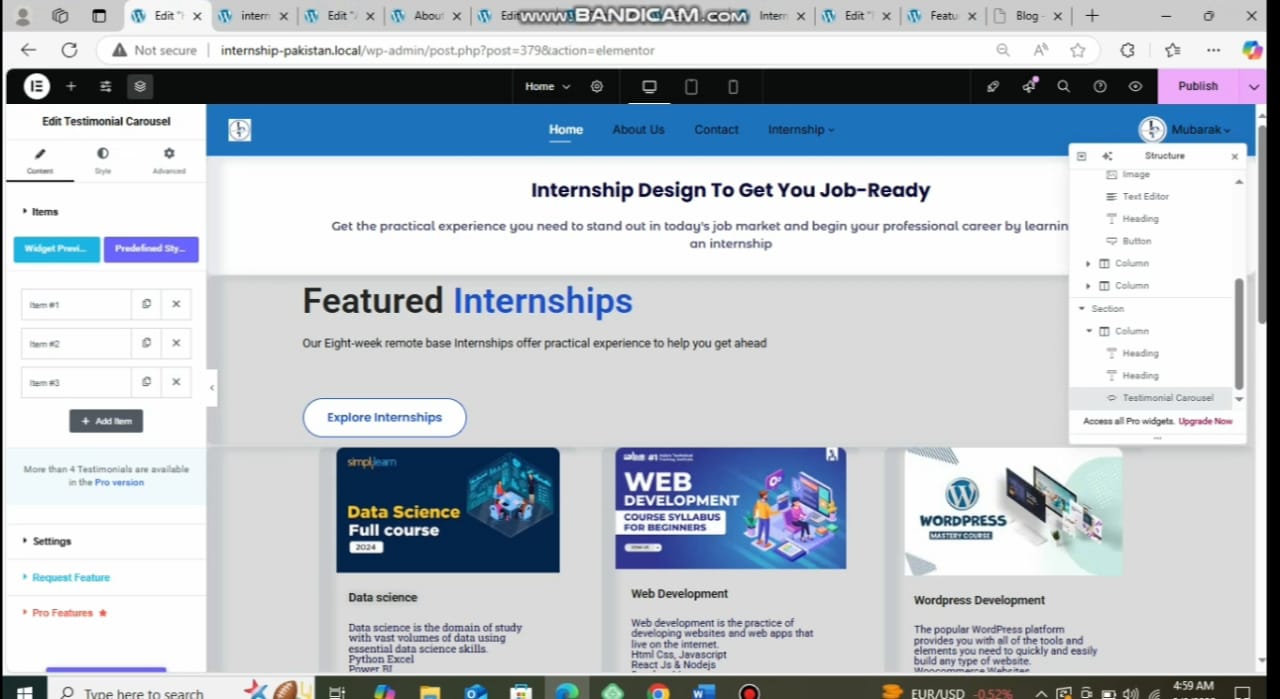 Edit "H
intern
Edit "A
Abou
Edit
www.BANDICAM.com
Intern
Edit "
Featu
Blog -
Not secure
internship-pakistan.local/wp-admin/post.php?post=379&action=elementor
Home
Publish
Edit Testimonial Carousel
Content
Style
Advanced
Items
Widget Previ...
Predefined Sty...
Item #1
Item #2
Item #3
+ Add Item
More than 4 Testimonials are available
in the Pro version
Settings
Request Feature
Pro Features
Home
About Us
Contact
Internship
Mubarak
Internship Design To Get You Job-Ready
Get the practical experience you need to stand out in today's job market and begin your professional career by learnin
an internship
Featured Internships
Our Eight-week remote base Internships offer practical experience to help you get ahead
Explore Internships
Structure
Image
Text Editor
Heading
Button
Column
Column
Section
Column
Heading
Heading
Testimonial Carousel
Access all Pro widgets. Upgrade Now
simplilearn
Data Science
Full course
2024
Data science
Data science is the domain of study
with vast volumes of data using
essential data science skills.
Python Excel
Power BI
WEB
DEVELOPMENT
COURSE SYLLABUS
FOR BEGINNERS
Web Development
Web development is the practice of
developing websites and web apps that
live on the internet.
Html Css, Javascript
React Js & Nodejs
WORDPRESS
MASTERY COURSE
Wordpress Development
The popular WordPress platform
provides you with all of the tools and
elements you need to quickly and easily
build any type of website.
Woocommerce Websites
Type here to search
EUR/USD -0.52%
4:59 AM